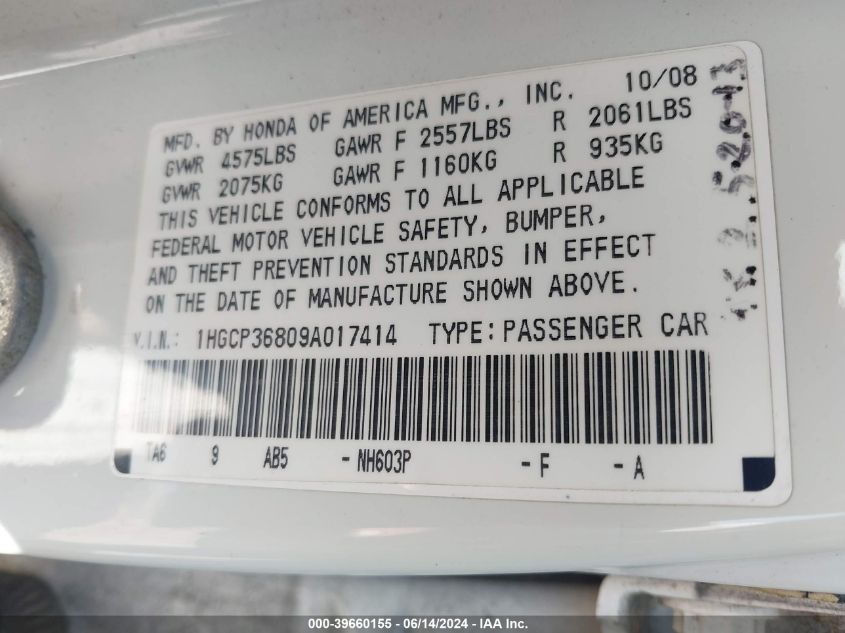 MFD. BY HONDA OF AMERICA MFG., INC. 10/08
GVWR 4575LBS GAWR F 2557LBS R 2061LBS
GVWR 2075KG GAWR F 1160KG R 935KG
THIS VEHICLE CONFORMS TO ALL APPLICABLE
FEDERAL MOTOR VEHICLE SAFETY, BUMPER,
AND THEFT PREVENTION STANDARDS IN EFFECT
ON THE DATE OF MANUFACTURE SHOWN ABOVE.
V.I.N.: 1HGCP36809A017414 TYPE: PASSENGER CAR
TA6 9 AB5 - NH603P - F - A
000-39660155 - 06/14/2024 - IAAI.com